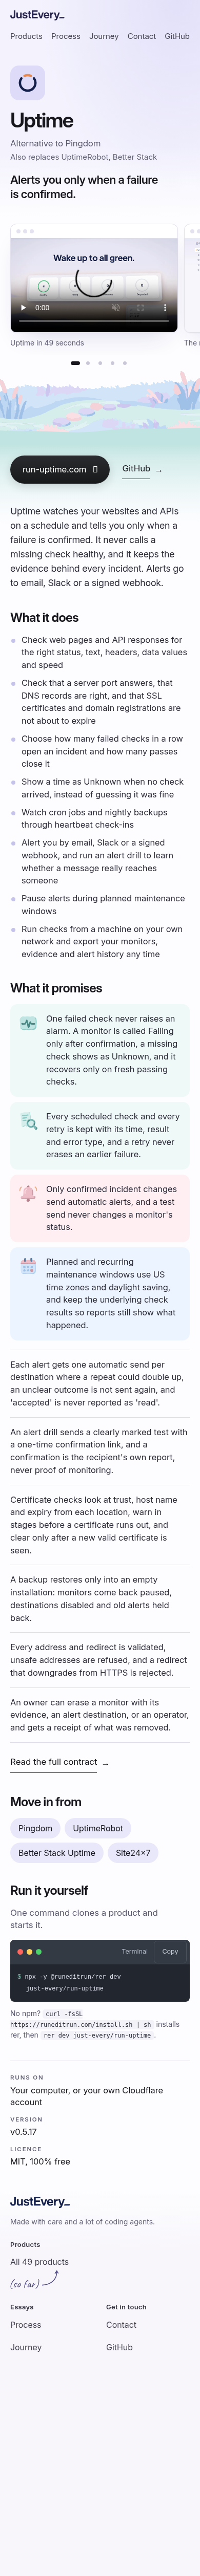 JustEvery_
Products Process Journey Contact GitHub
Uptime
Alternative to Pingdom
Also replaces UptimeRobot, Better Stack
Alerts you only when a failure
is confirmed.
Wake up to all green.
0:00
Uptime in 49 seconds
run-uptime.com
GitHub →
Uptime watches your websites and APIs
on a schedule and tells you only when a
failure is confirmed. It never calls a
missing check healthy, and it keeps the
evidence behind every incident. Alerts go
to email, Slack or a signed webhook.
What it does
Check web pages and API responses for
the right status, text, headers, data values
and speed
Check that a server port answers, that
DNS records are right, and that SSL
certificates and domain registrations are
not about to expire
Choose how many failed checks in a row
open an incident and how many passes
close it
Show a time as Unknown when no check
arrived, instead of guessing it was fine
Watch cron jobs and nightly backups
through heartbeat check-ins
Alert you by email, Slack or a signed
webhook, and run an alert drill to learn
whether a message really reaches
someone
Pause alerts during planned maintenance
windows
Run checks from a machine on your own
network and export your monitors,
evidence and alert history any time
What it promises
One failed check never raises an
alarm. A monitor is called Failing
only after confirmation, a missing
check shows as Unknown, and it
recovers only on fresh passing
checks.
Every scheduled check and every
retry is kept with its time, result
and error type, and a retry never
erases an earlier failure.
Only confirmed incident changes
send automatic alerts, and a test
send never changes a monitor's
status.
Planned and recurring
maintenance windows use US
time zones and daylight saving,
and keep the underlying check
results so reports still show what
happened.
Each alert gets one automatic send per
destination where a repeat could double up,
an unclear outcome is not sent again, and
'accepted' is never reported as 'read'.
An alert drill sends a clearly marked test with
a one-time confirmation link, and a
confirmation is the recipient's own report,
never proof of monitoring.
Certificate checks look at trust, host name
and expiry from each location, warn in
stages before a certificate runs out, and
clear only after a new valid certificate is
seen.
A backup restores only into an empty
installation: monitors come back paused,
destinations disabled and old alerts held
back.
Every address and redirect is validated,
unsafe addresses are refused, and a redirect
that downgrades from HTTPS is rejected.
An owner can erase a monitor with its
evidence, an alert destination, or an operator,
and gets a receipt of what was removed.
Read the full contract →
Move in from
Pingdom UptimeRobot
Better Stack Uptime Site24x7
Run it yourself
One command clones a product and
starts it.
Terminal Copy
$ npx -y @runeditrun/rer dev
just-every/run-uptime
No npm? curl -fsSL
https://runeditrun.com/install.sh | sh installs
rer, then rer dev just-every/run-uptime .
RUNS ON
Your computer, or your own Cloudflare
account
VERSION
v0.5.17
LICENCE
MIT, 100% free
JustEvery_
Made with care and a lot of coding agents.
Products
All 49 products
(so far)
Essays Get in touch
Process Contact
Journey GitHub